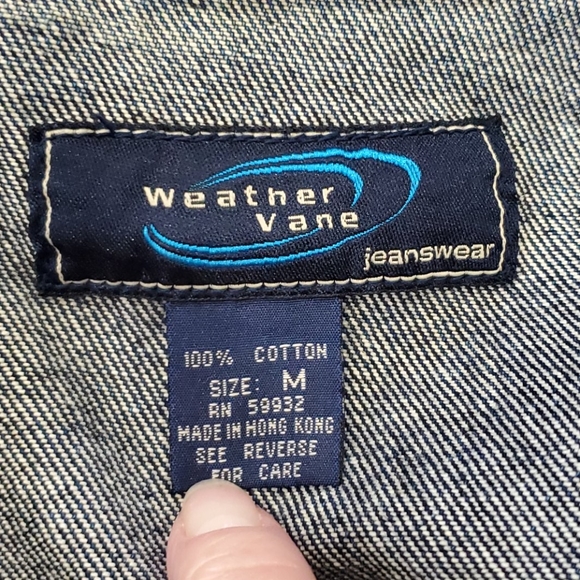 Weather
Vane
jeanswear
100% COTTON
SIZE: M
RN 59932
MADE IN HONG KONG
SEE REVERSE
FOR CARE